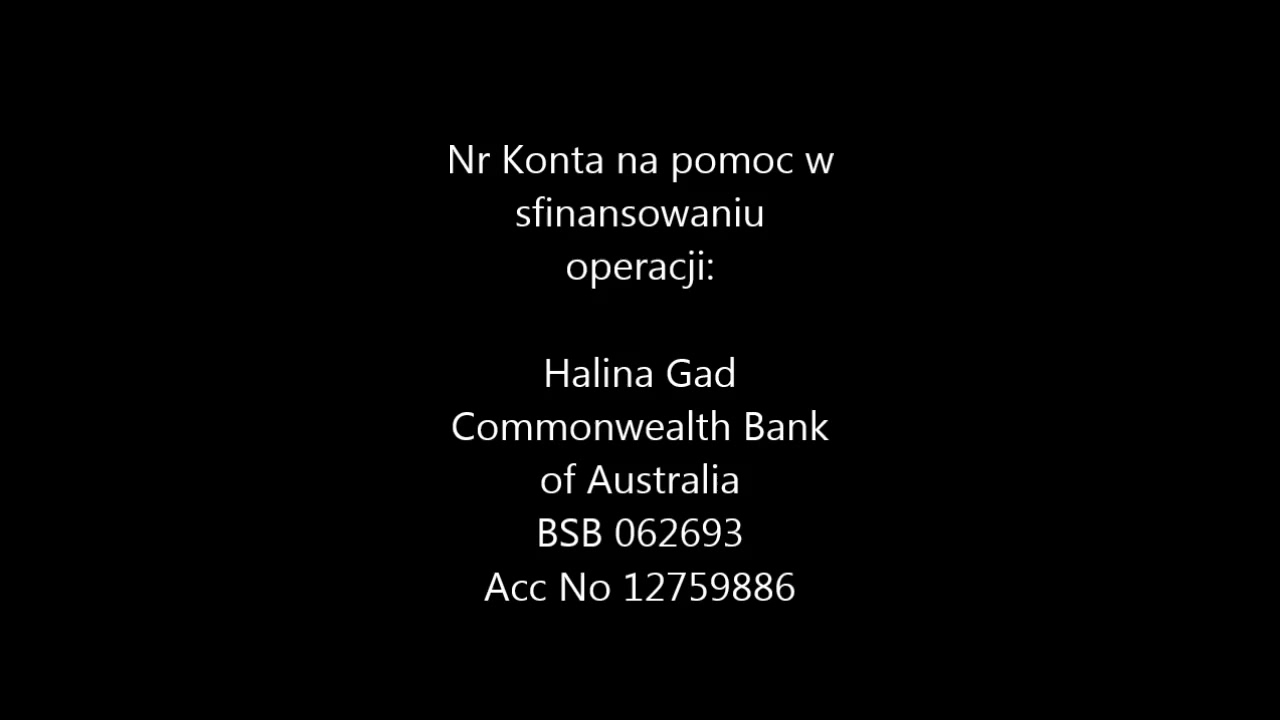 Nr Konta na pomoc w
sfinansowaniu
operacji:
Halina Gad
Commonwealth Bank
of Australia
BSB 062693
Acc No 12759886